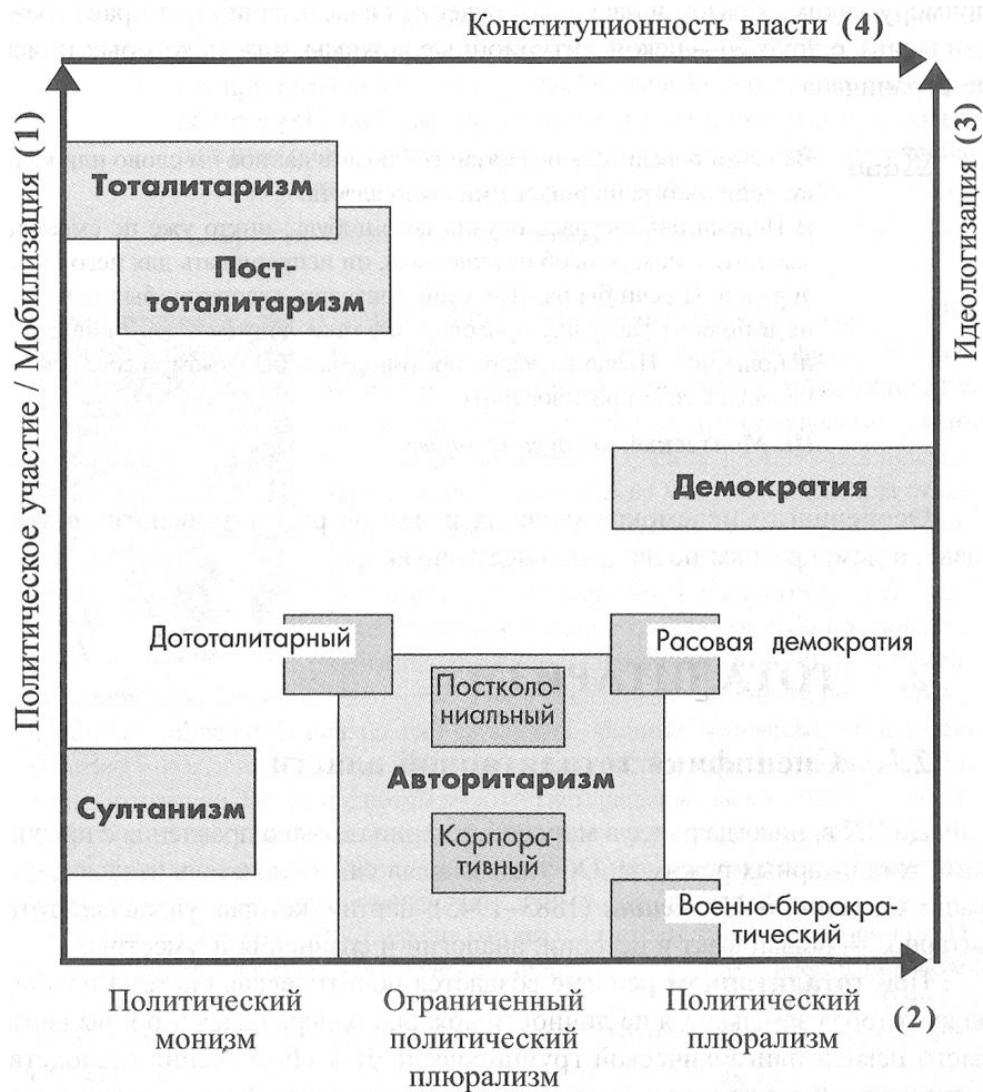 Конституционность власти (4)
Политическое участие / Мобилизация (1)
Идеологизация (3)
Тоталитаризм
Пост-
тоталитаризм
Демократия
Дототалитарный
Расовая демократия
Постколо-
ниальный
Авторитаризм
Султанизм
Корпора-
тивный
Военно-бюрокра-
тический
Политический
монизм
Ограниченный
политический
плюрализм
Политический
плюрализм
(2)